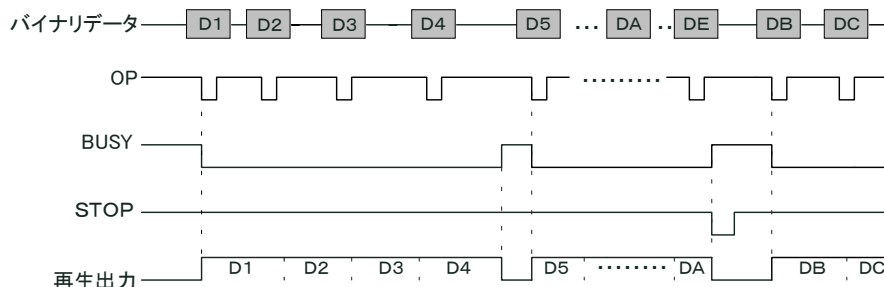 バイナリデータ D1 D2 D3 D4 D5 ... DA .. DE DB DC
OP .........
BUSY
STOP
再生出力 D1 D2 D3 D4 D5 ........ DA DB DC